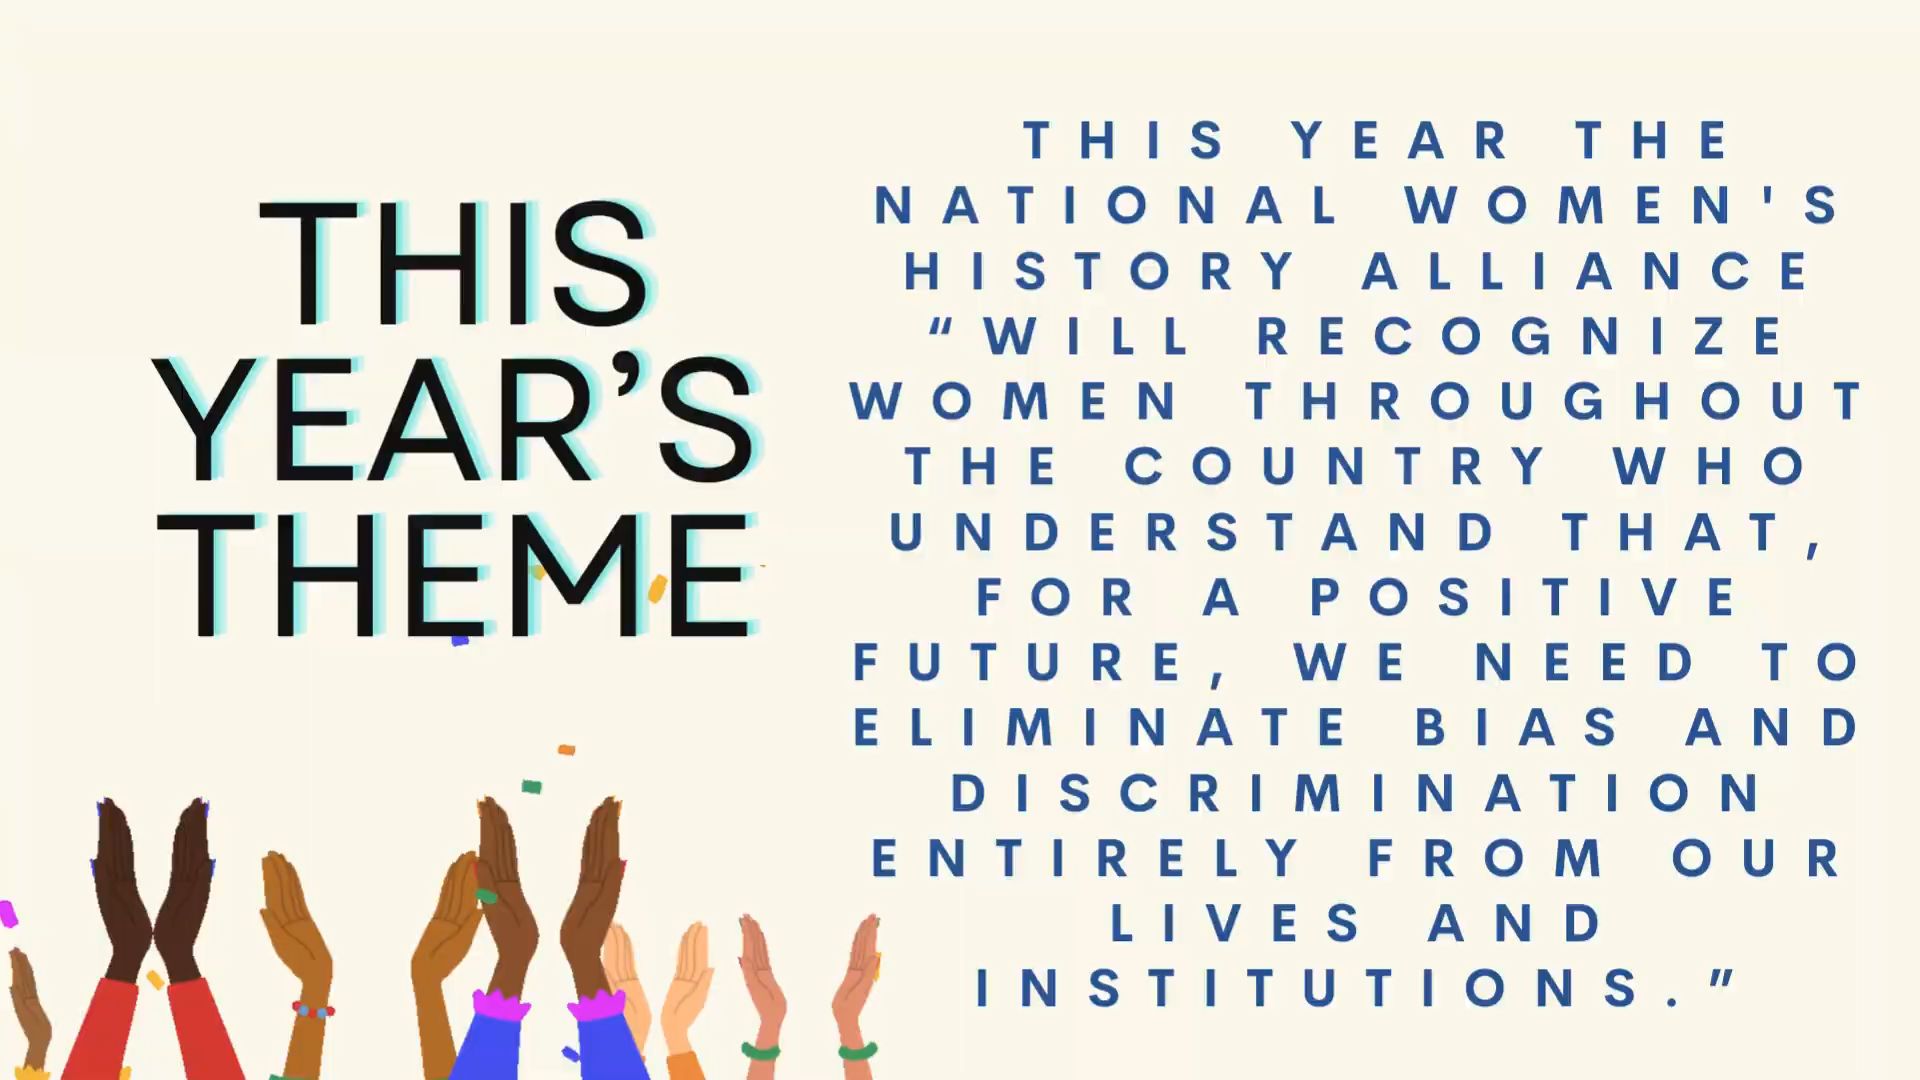 THIS
YEAR’S
THEME
THIS YEAR THE
NATIONAL WOMEN'S
HISTORY ALLIANCE
“WILL RECOGNIZE
WOMEN THROUGHOUT
THE COUNTRY WHO
UNDERSTAND THAT,
FOR A POSITIVE
FUTURE, WE NEED TO
ELIMINATE BIAS AND
DISCRIMINATION
ENTIRELY FROM OUR
LIVES AND
INSTITUTIONS.”